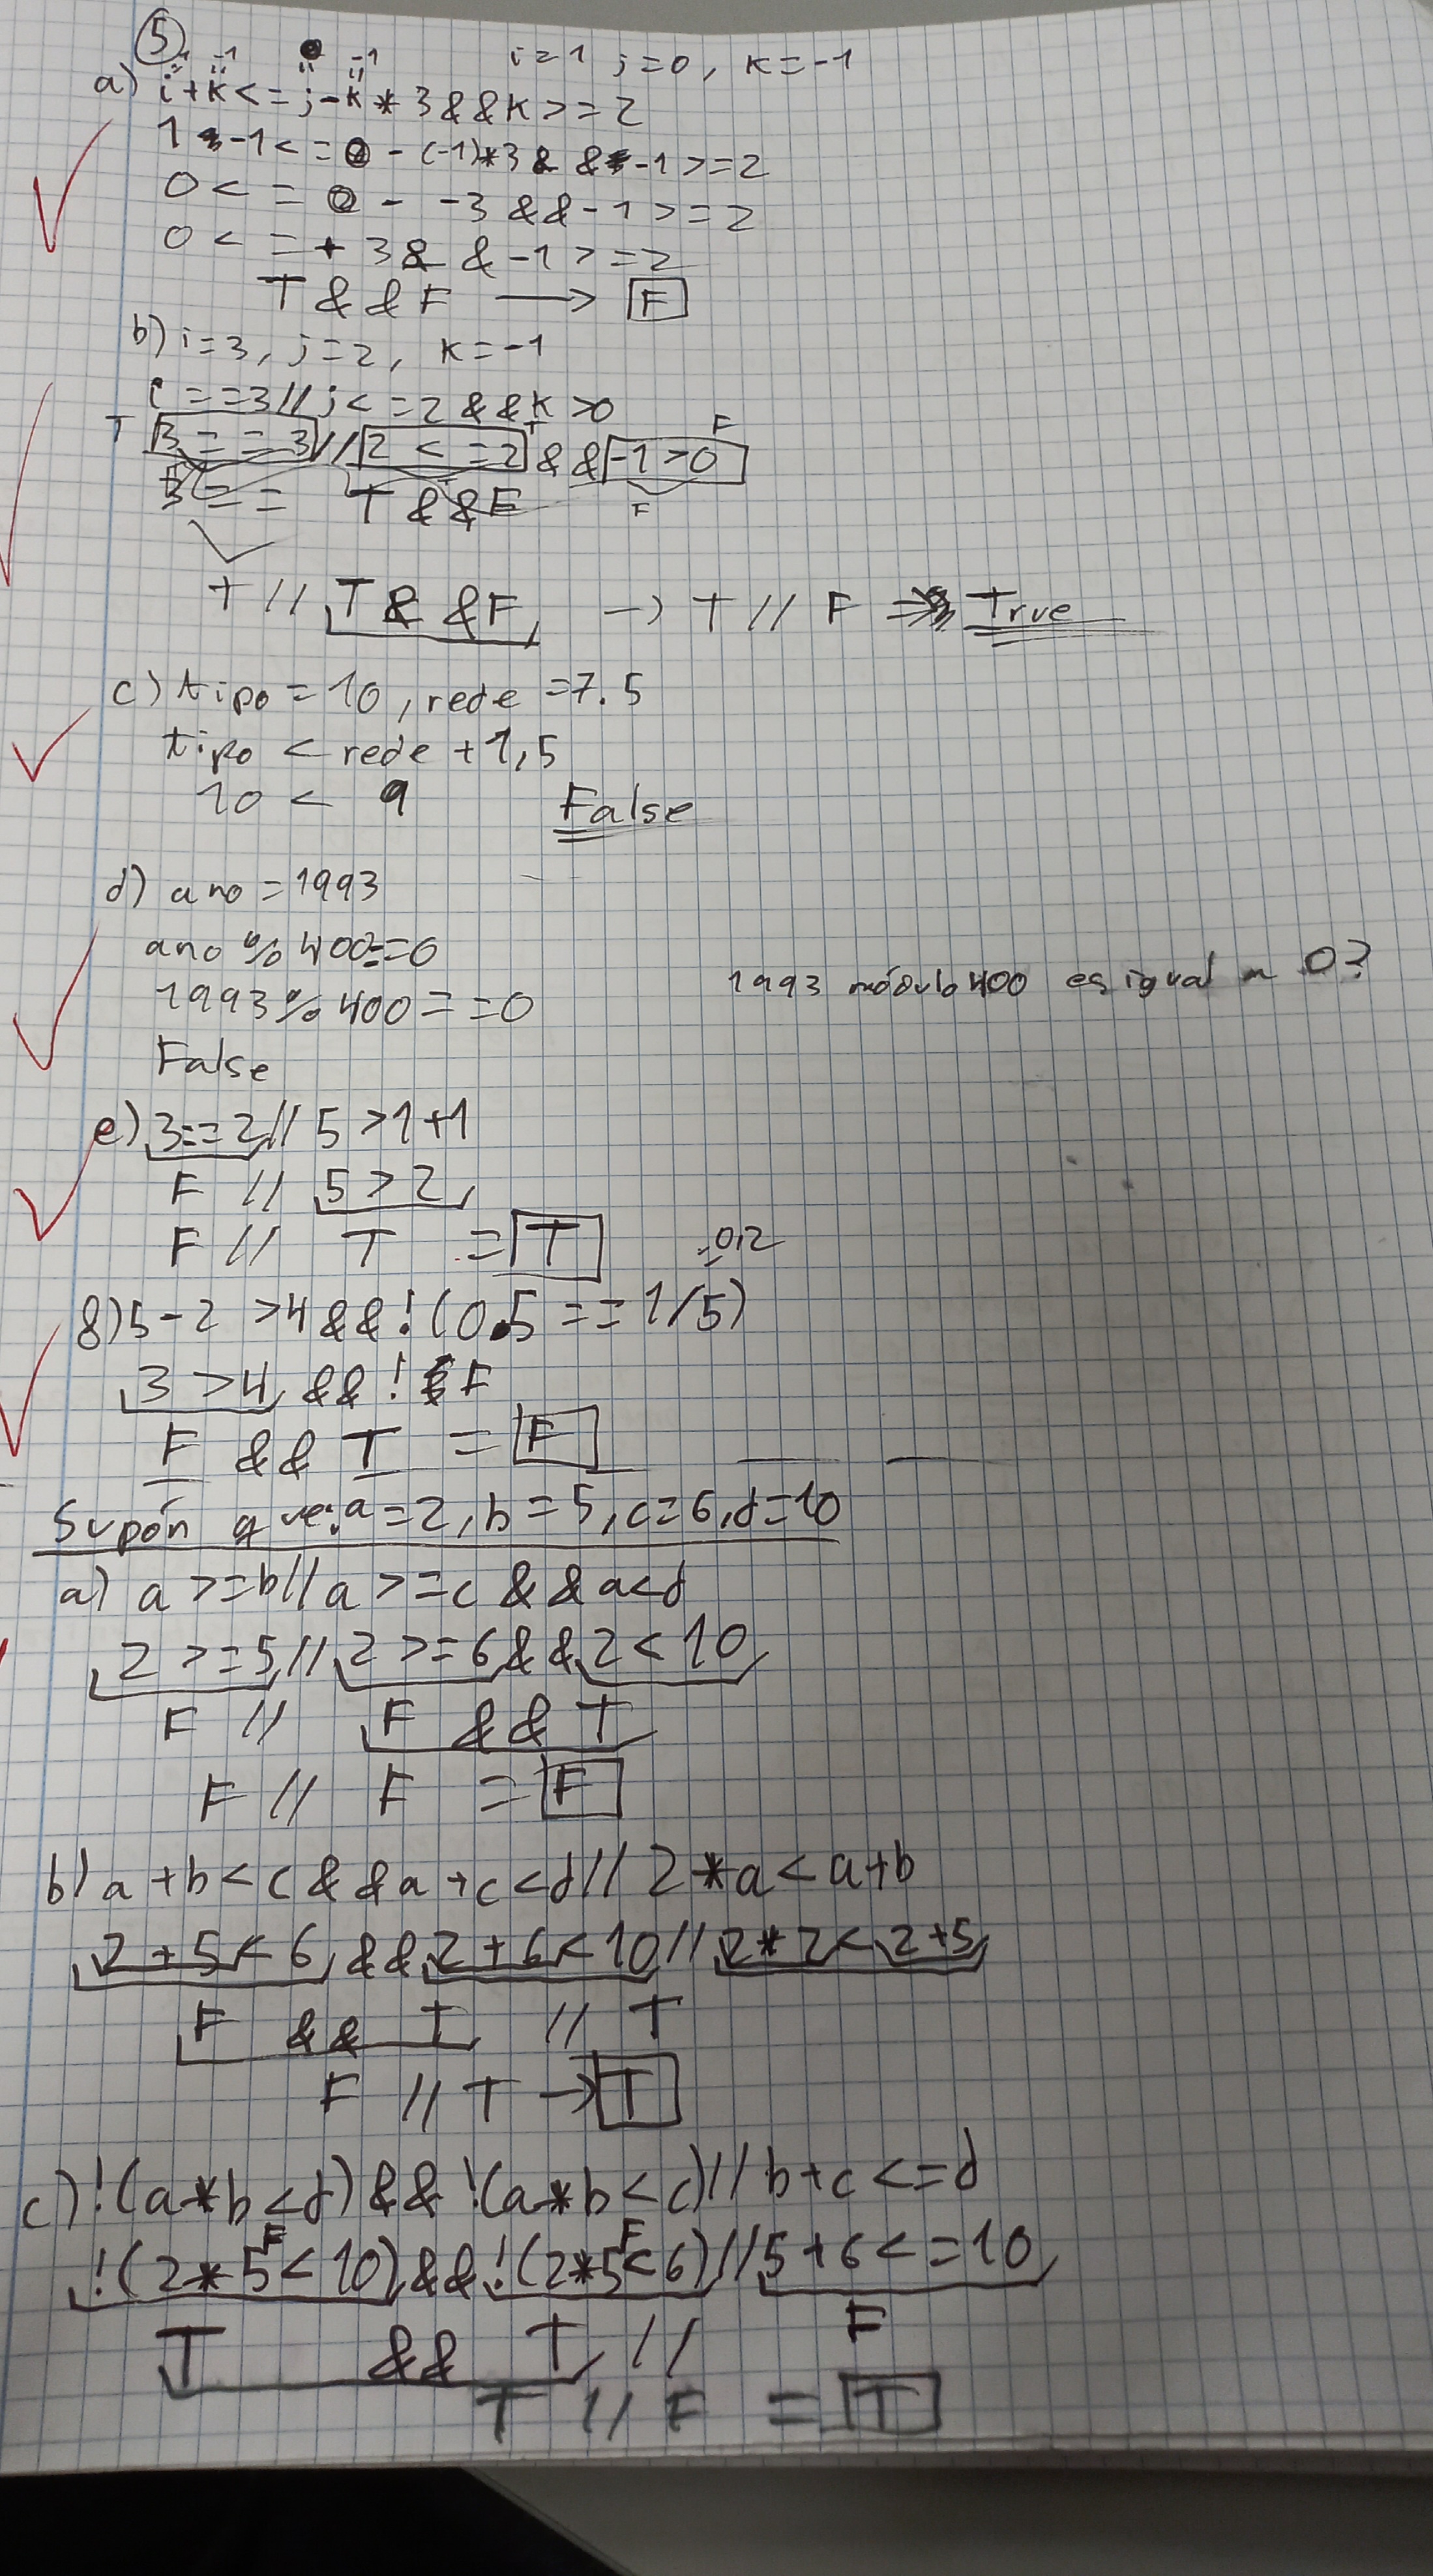 5
i=1 j=0, k=-1
1 -1 0 -1
a) i+k<=j-k*3&&k>=2
1 -1<=0-(-1)*3&&-1>=2
0<=0--3&&-1>=2
0<=+3&&-1>=2
T&&F → F
b) i=3, j=2, k=-1
i==3//j<=2&&k>0
T T F
3==3//2<=2&&-1>0
3== T&&F F
T // T&&F → T // F ⇒ True
c) tipo=10, rede=7.5
tipo < rede +1,5
10 < 9 False
d) ano=1993
ano%400==0
1993 módulo 400 es igual a 0?
1993%400==0
False
e) 3==2//5>1+1
F // 5>2
F // T = T
0,2
8) 5-2>4&&!(0.5==1/5)
3>4&&!F
F && T = F
Supón que: a=2, b=5, c=6, d=10
a) a>=b//a>=c&&a<d
2>=5//2>=6&&2<10
F // F && T
F // F = F
b) a+b<c&&a+c<d//2*a<a+b
2+5<6&&2+6<10//2*2<2+5
F && T // T
F // T → T
c) !(a*b<d)&&!(a*b<c)//b+c<=d
F F
!(2*5<10)&&!(2*5<6)//5+6<=10
T && T // F
T // F = T